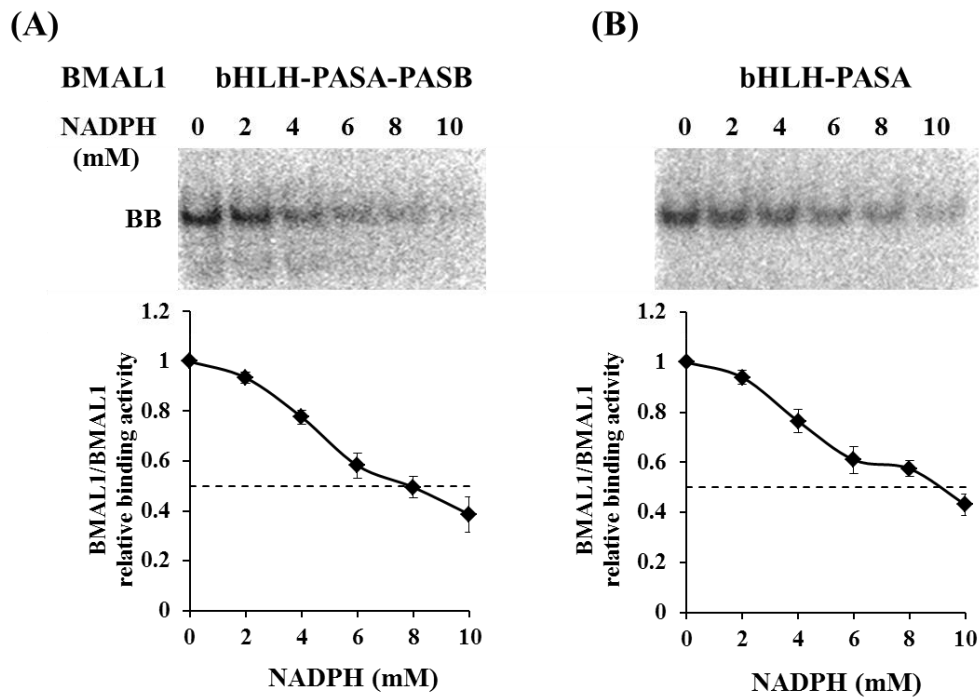 (A)
BMAL1 bHLH-PASA-PASB
NADPH 0 2 4 6 8 10
(mM)
BB
1.2
1
0.8
0.6
0.4
0.2
0
0 2 4 6 8 10
BMAL1/BMAL1
relative binding activity
NADPH (mM)
(B)
bHLH-PASA
0 2 4 6 8 10
1.2
1
0.8
0.6
0.4
0.2
0
0 2 4 6 8 10
BMAL1/BMAL1
relative binding activity
NADPH (mM)